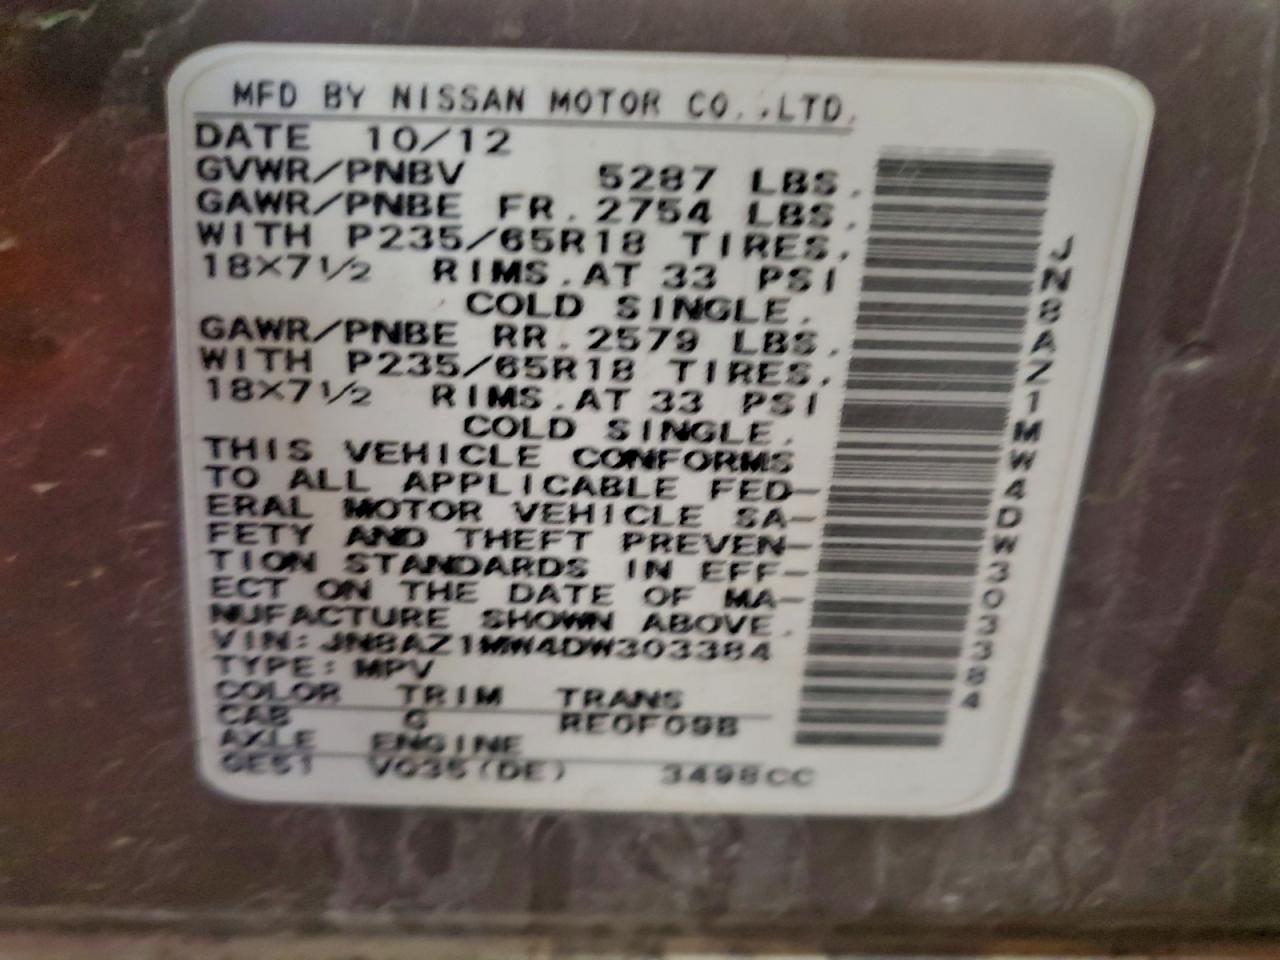 MFD BY NISSAN MOTOR CO.,LTD.
DATE 10/12
GVWR/PNBV 5287 LBS.
GAWR/PNBE FR. 2754 LBS.
WITH P235/65R18 TIRES,
18×7½ RIMS.AT 33 PSI
COLD SINGLE.
GAWR/PNBE RR. 2579 LBS.
WITH P235/65R18 TIRES,
18×7½ RIMS.AT 33 PSI
COLD SINGLE.
THIS VEHICLE CONFORMS
TO ALL APPLICABLE FED-
ERAL MOTOR VEHICLE SA-
FETY AND THEFT PREVEN-
TION STANDARDS IN EFF-
ECT ON THE DATE OF MA-
NUFACTURE SHOWN ABOVE.
VIN:JN8AZ1MW4DW303384
TYPE:MPV
COLOR TRIM TRANS
CAB G RE0F09B
AXLE ENGINE
VQ35(DE) 3498CC
JN8AZ1MW4DW303384